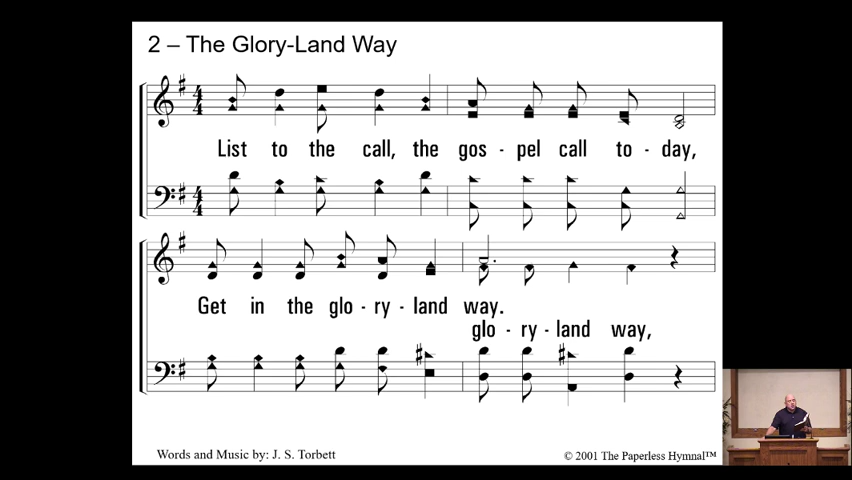 2 – The Glory-Land Way
List to the call, the gos - pel call to - day,
Get in the glo - ry - land way.
glo - ry - land way,
Words and Music by: J. S. Torbett
© 2001 The Paperless Hymnal™